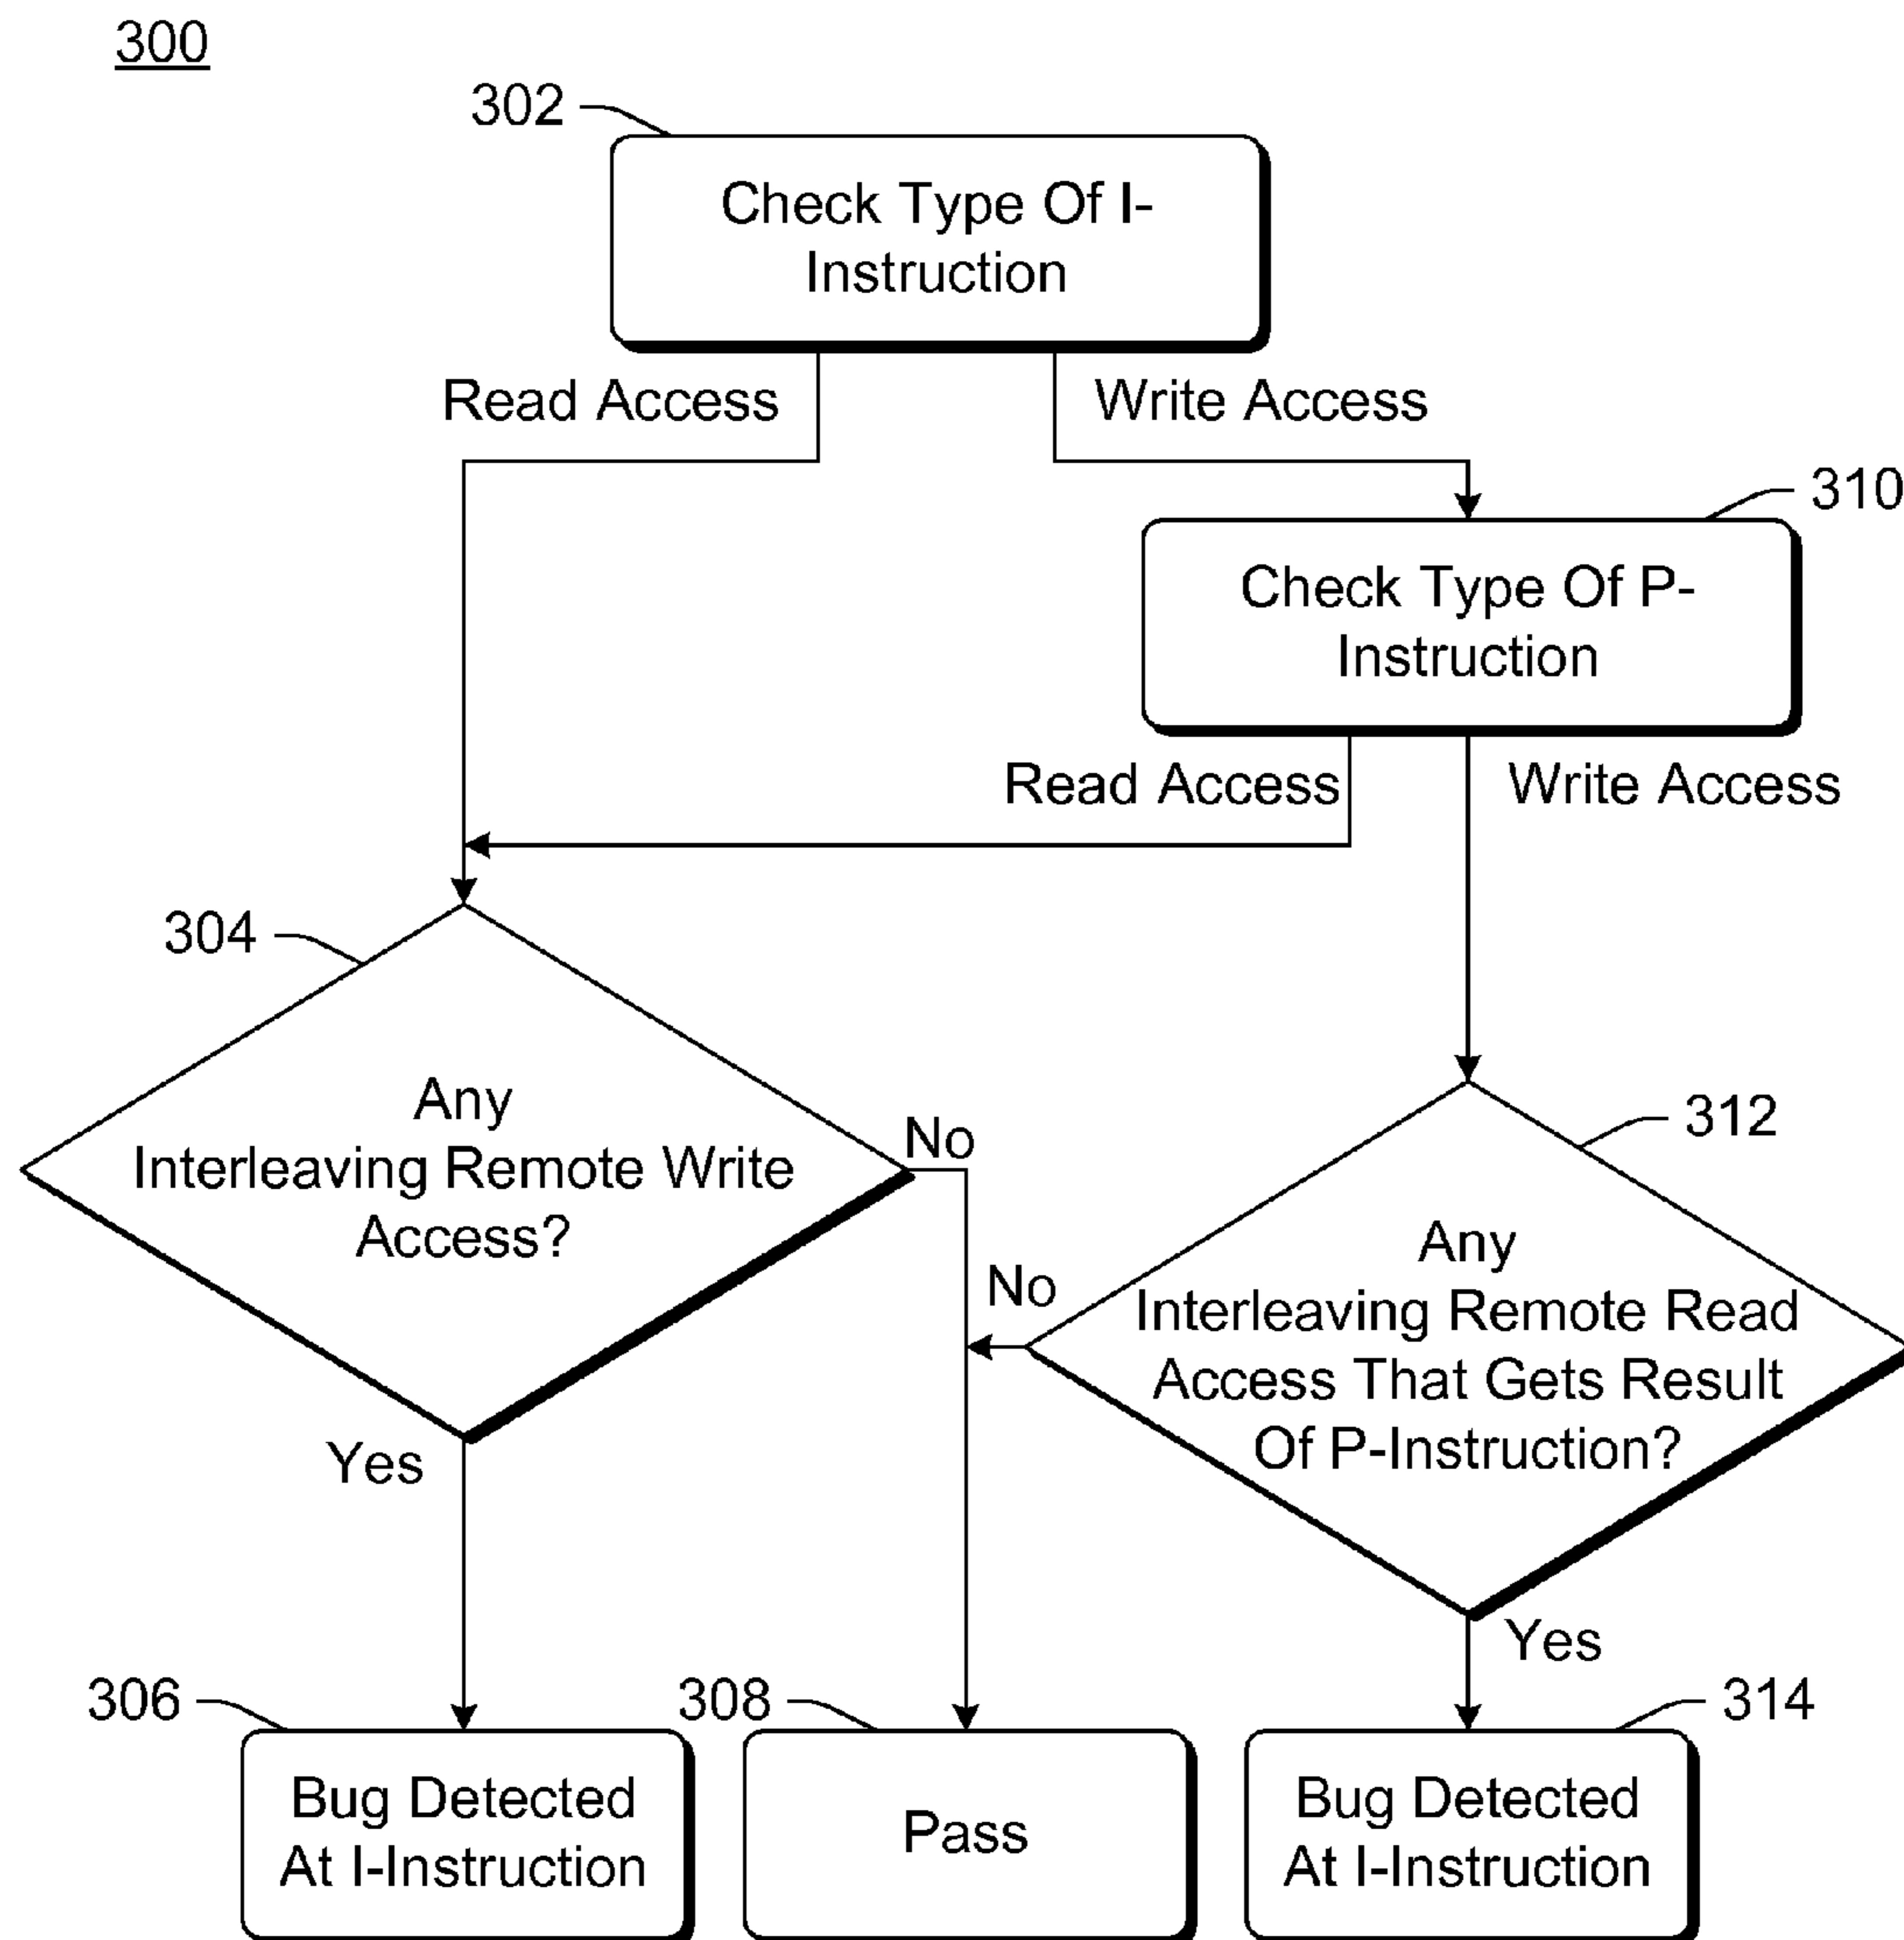 300
302
Check Type Of I-
Instruction
Read Access
Write Access
310
Check Type Of P-
Instruction
Read Access
Write Access
304
Any
Interleaving Remote Write
Access?
No
312
Any
Interleaving Remote Read
Access That Gets Result
Of P-Instruction?
No
Yes
Yes
306
Bug Detected
At I-Instruction
308
Pass
314
Bug Detected
At I-Instruction